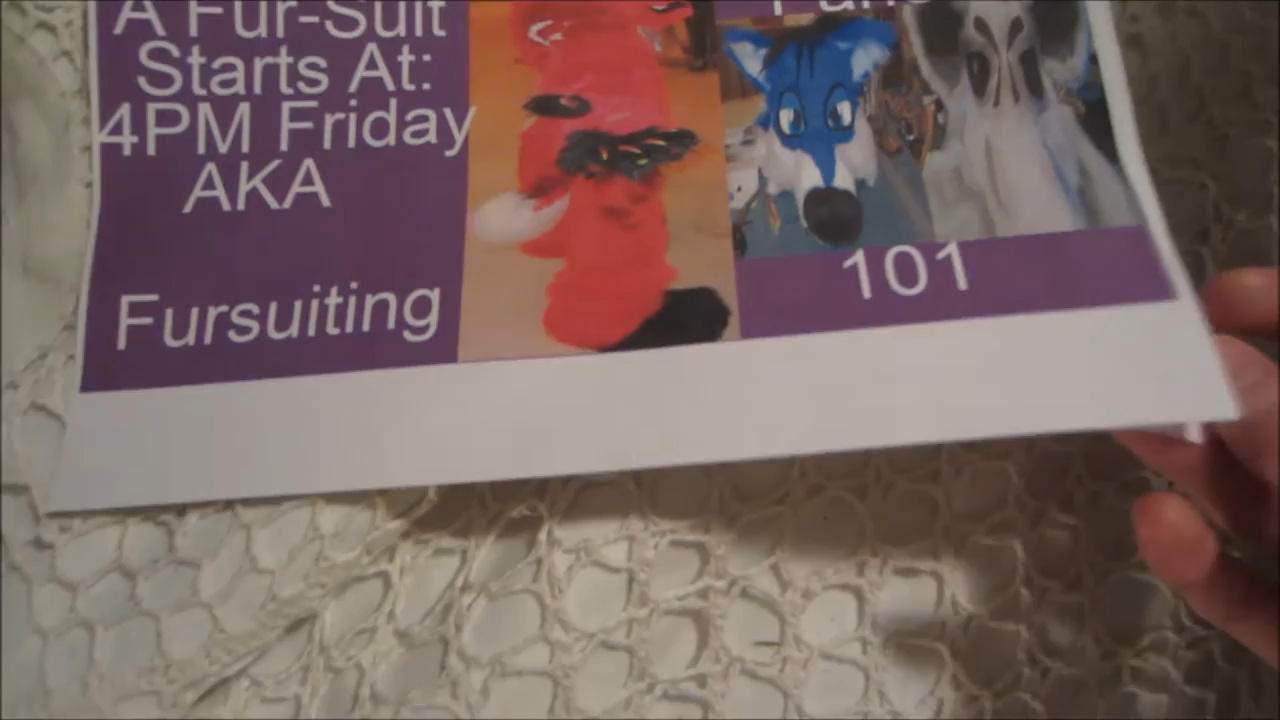 A Fur-Suit
Starts At:
4PM Friday
AKA
Fursuiting
101